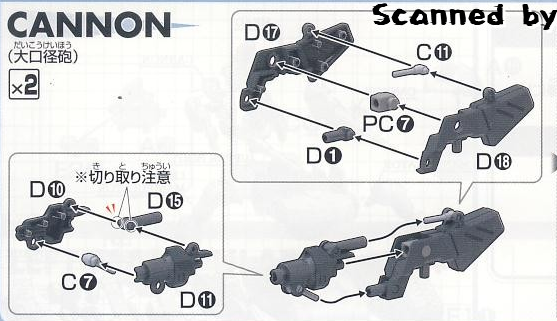 Scanned by
CANNON
だいこうけいほう
(大口径砲)
×2
D17
C11
PC7
D1
D18
き と ちゅうい
※切り取り注意
D10
D15
C7
D11